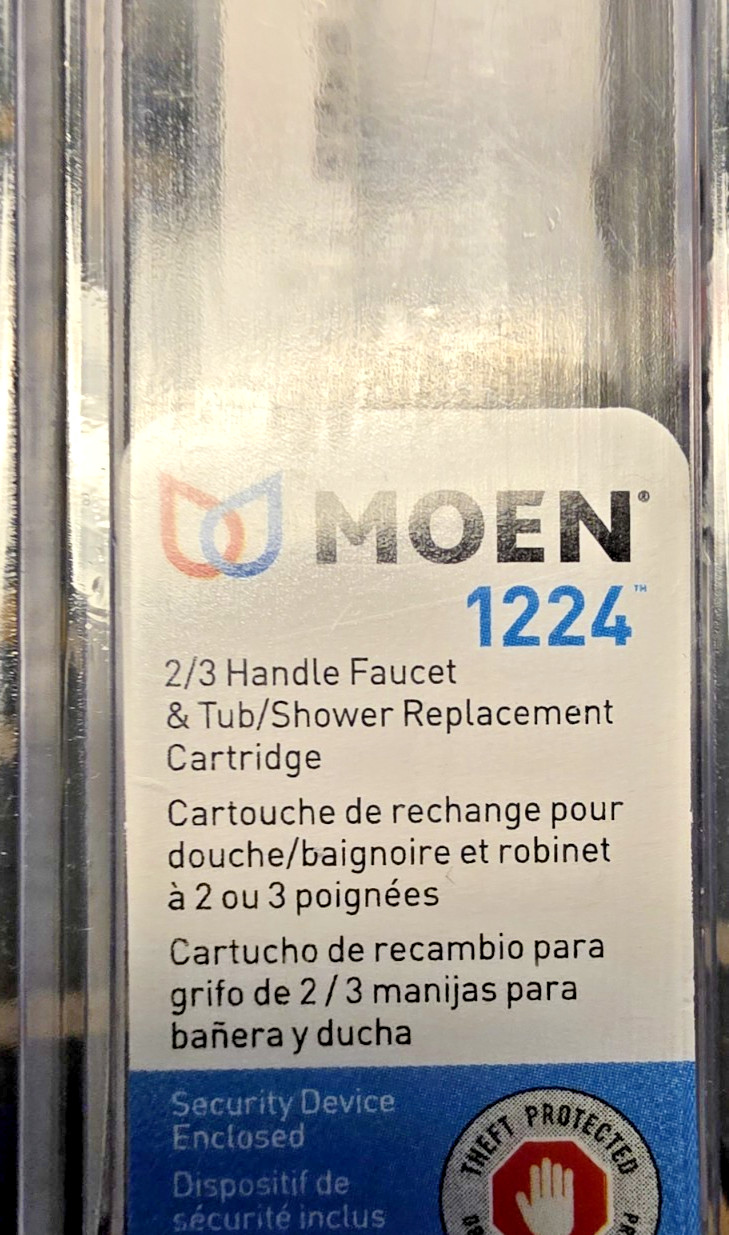 MOEN®
1224™
2/3 Handle Faucet
& Tub/Shower Replacement
Cartridge
Cartouche de rechange pour
douche/baignoire et robinet
à 2 ou 3 poignées
Cartucho de recambio para
grifo de 2 / 3 manijas para
bañera y ducha
Security Device
Enclosed
Dispositif de
sécurité inclus
THEFT PROTECTED